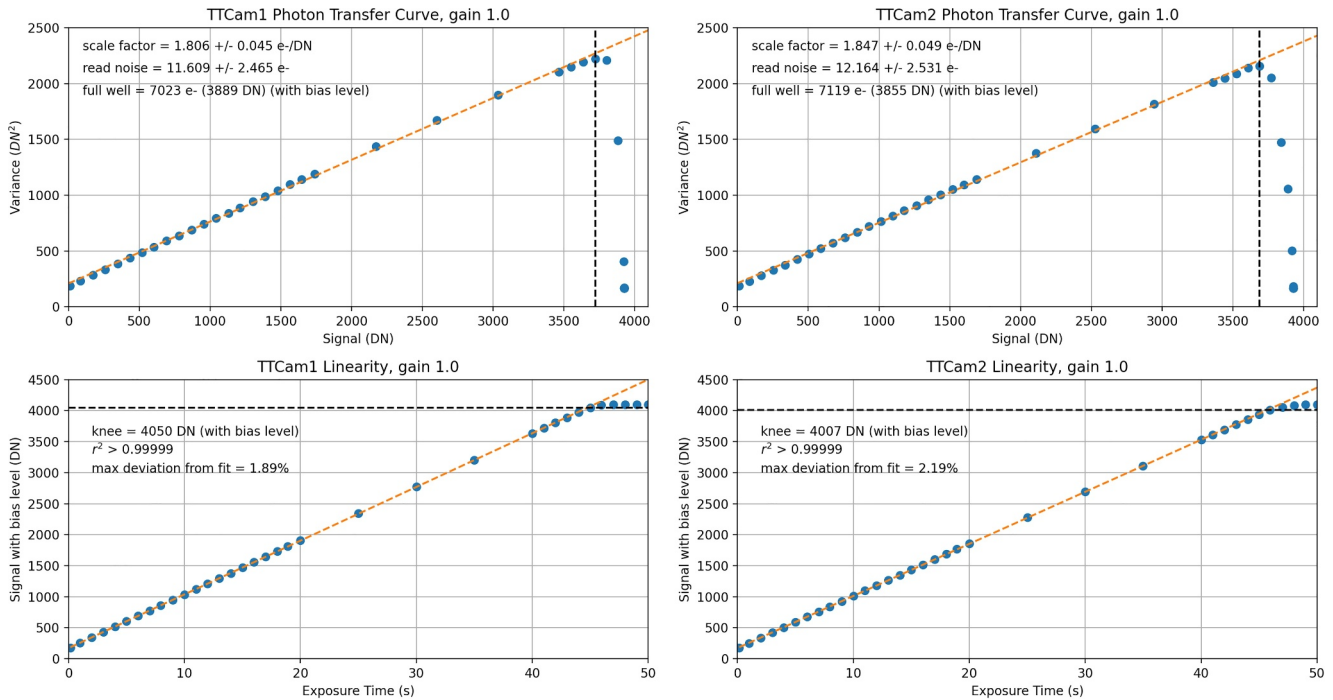 TTCam1 Photon Transfer Curve, gain 1.0
scale factor = 1.806 +/- 0.045 e-/DN
read noise = 11.609 +/- 2.465 e-
full well = 7023 e- (3889 DN) (with bias level)
Variance (DN²)
2500
2000
1500
1000
500
0
0 500 1000 1500 2000 2500 3000 3500 4000
Signal (DN)
TTCam2 Photon Transfer Curve, gain 1.0
scale factor = 1.847 +/- 0.049 e-/DN
read noise = 12.164 +/- 2.531 e-
full well = 7119 e- (3855 DN) (with bias level)
Variance (DN²)
2500
2000
1500
1000
500
0
0 500 1000 1500 2000 2500 3000 3500 4000
Signal (DN)
TTCam1 Linearity, gain 1.0
knee = 4050 DN (with bias level)
r² > 0.99999
max deviation from fit = 1.89%
Signal with bias level (DN)
4500
4000
3500
3000
2500
2000
1500
1000
500
0
0 10 20 30 40 50
Exposure Time (s)
TTCam2 Linearity, gain 1.0
knee = 4007 DN (with bias level)
r² > 0.99999
max deviation from fit = 2.19%
Signal with bias level (DN)
4500
4000
3500
3000
2500
2000
1500
1000
500
0
0 10 20 30 40 50
Exposure Time (s)